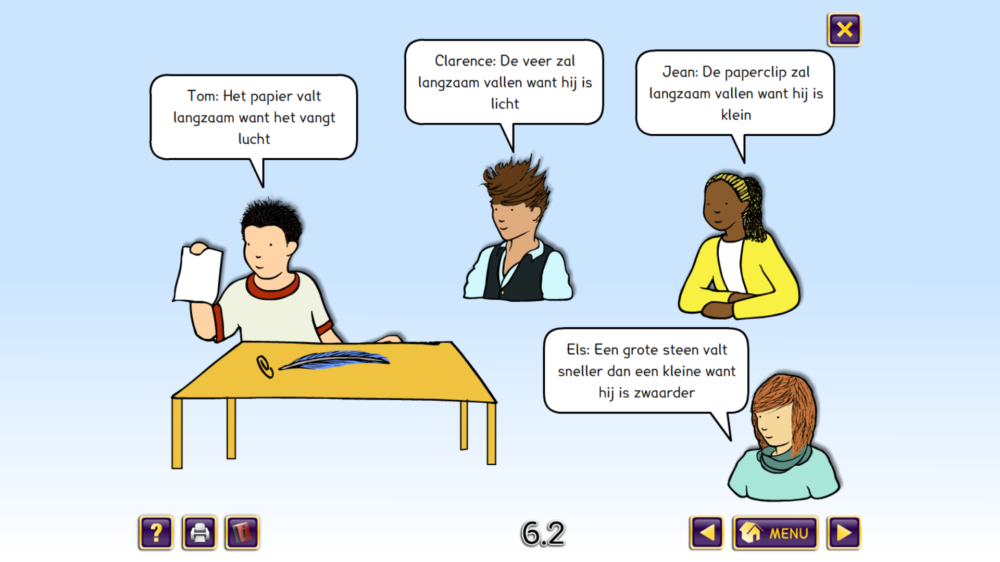 Tom: Het papier valt
langzaam want het vangt
lucht
Clarence: De veer zal
langzaam vallen want hij is
licht
Jean: De paperclip zal
langzaam vallen want hij is
klein
Els: Een grote steen valt
sneller dan een kleine want
hij is zwaarder
?
i
6.2
MENU